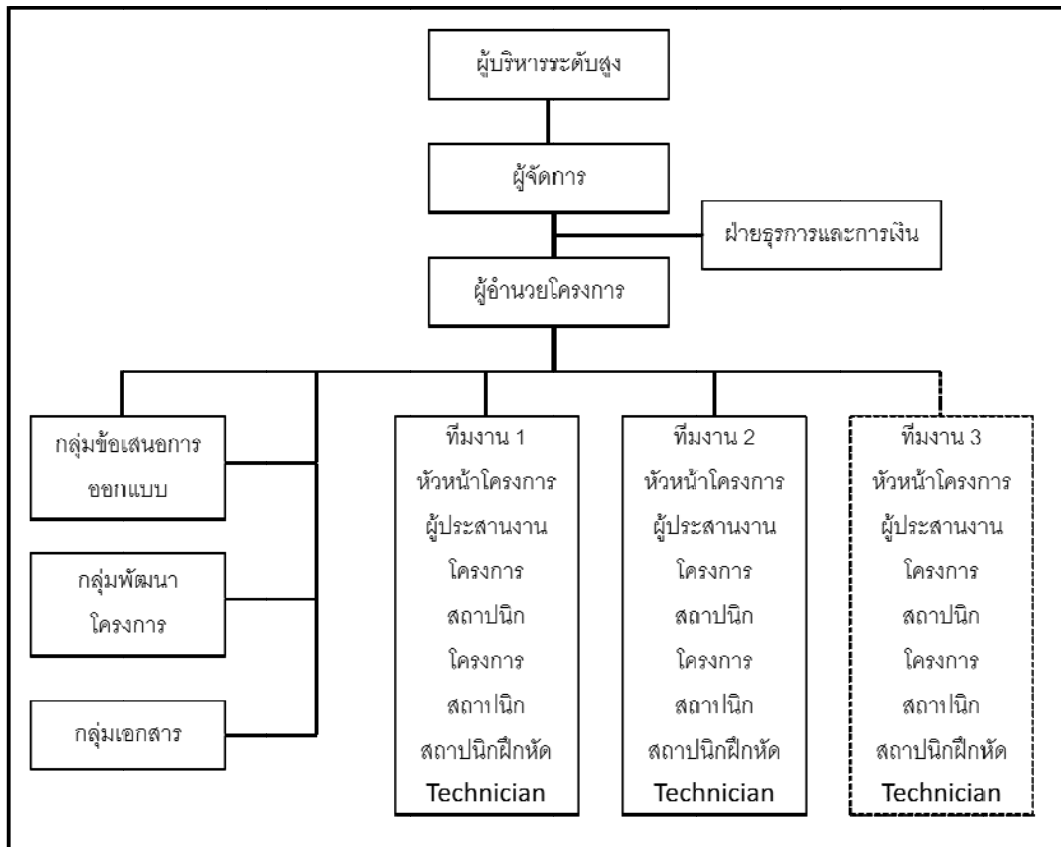 ผู้บริหารระดับสูง
ผู้จัดการ
ฝ่ายธุรการและการเงิน
ผู้อำนวยโครงการ
กลุ่มข้อเสนอการ
ออกแบบ
กลุ่มพัฒนา
โครงการ
กลุ่มเอกสาร
ทีมงาน 1
หัวหน้าโครงการ
ผู้ประสานงาน
โครงการ
สถาปนิก
โครงการ
สถาปนิก
สถาปนิกฝึกหัด
Technician
ทีมงาน 2
หัวหน้าโครงการ
ผู้ประสานงาน
โครงการ
สถาปนิก
โครงการ
สถาปนิก
สถาปนิกฝึกหัด
Technician
ทีมงาน 3
หัวหน้าโครงการ
ผู้ประสานงาน
โครงการ
สถาปนิก
โครงการ
สถาปนิก
สถาปนิกฝึกหัด
Technician